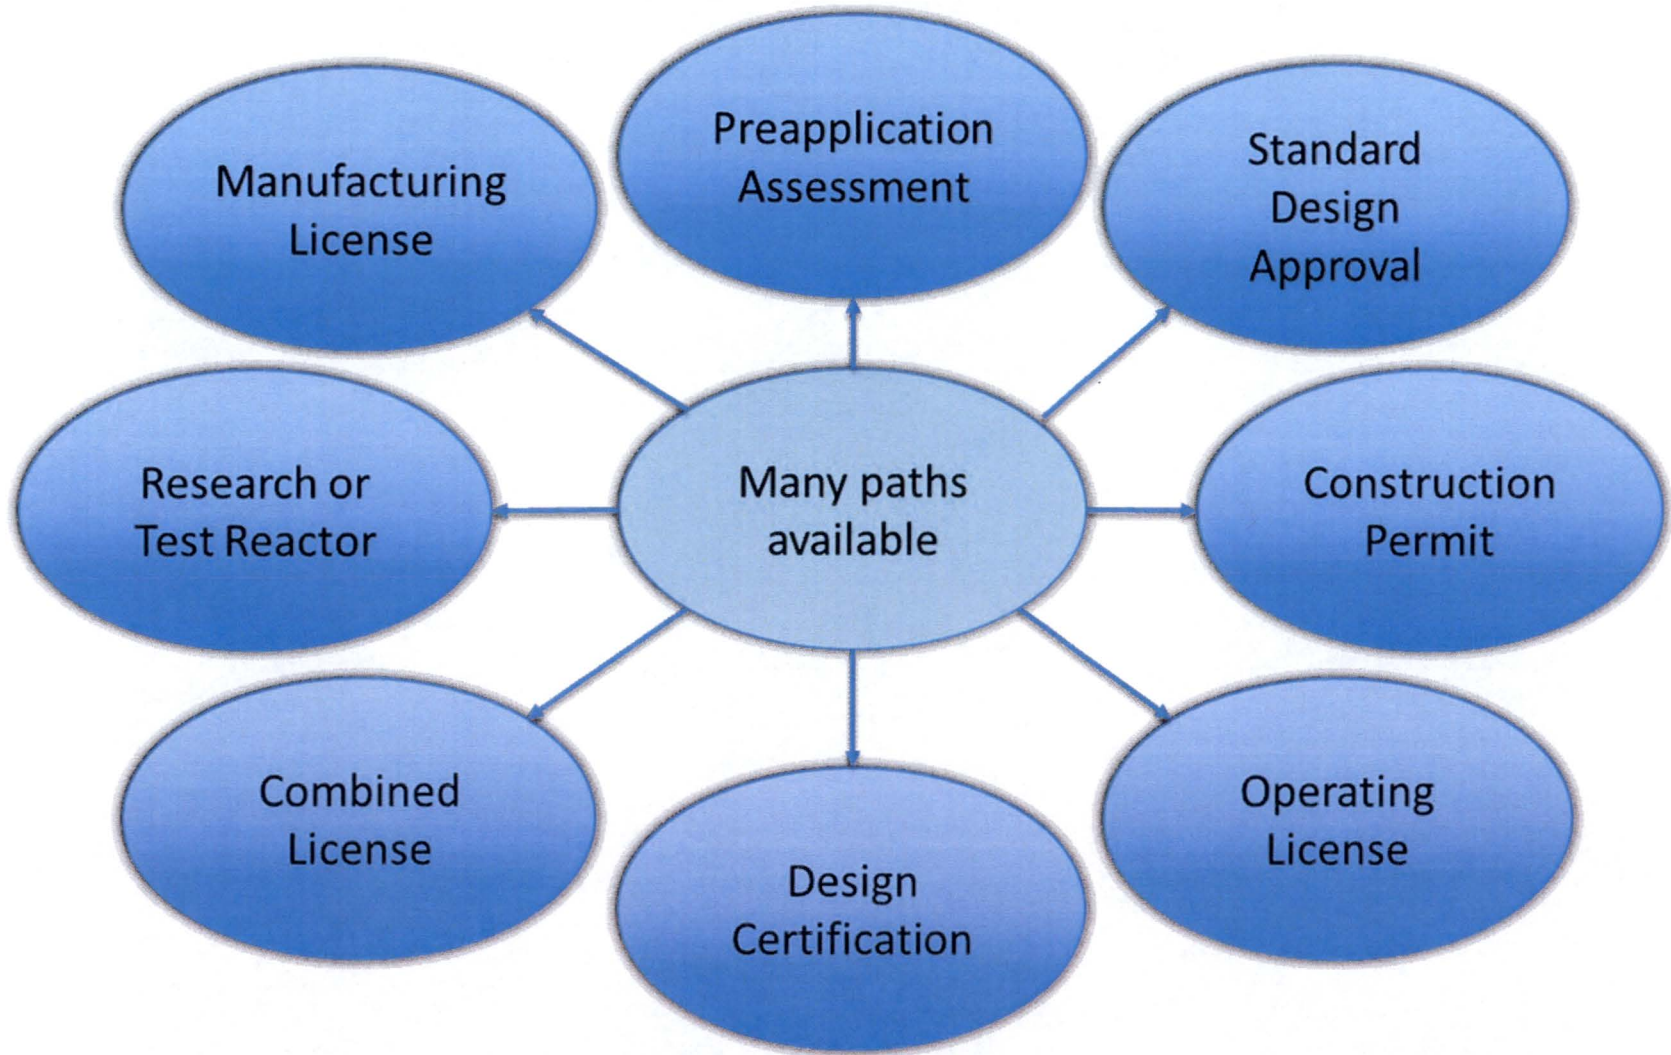 Preapplication
Assessment
Standard
Design
Approval
Manufacturing
License
Research or
Test Reactor
Many paths
available
Construction
Permit
Combined
License
Operating
License
Design
Certification